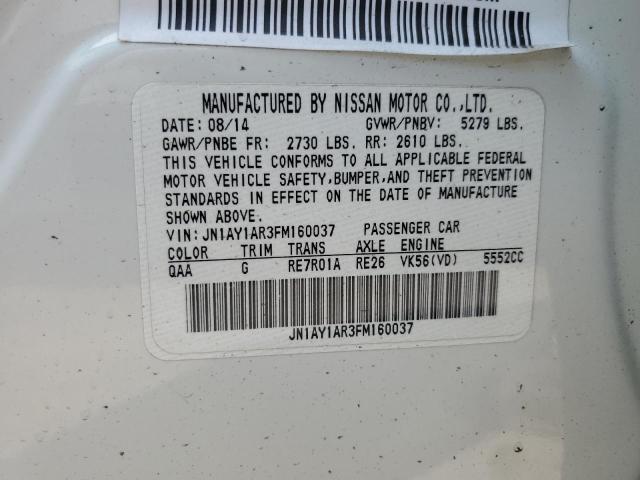 MANUFACTURED BY NISSAN MOTOR CO.,LTD.
DATE: 08/14 GVWR/PNBV: 5279 LBS.
GAWR/PNBE FR: 2730 LBS. RR: 2610 LBS.
THIS VEHICLE CONFORMS TO ALL APPLICABLE FEDERAL
MOTOR VEHICLE SAFETY,BUMPER,AND THEFT PREVENTION
STANDARDS IN EFFECT ON THE DATE OF MANUFACTURE
SHOWN ABOVE.
VIN: JN1AY1AR3FM160037 PASSENGER CAR
COLOR TRIM TRANS AXLE ENGINE
QAA G RE7R01A RE26 VK56(VD) 5552CC
JN1AY1AR3FM160037